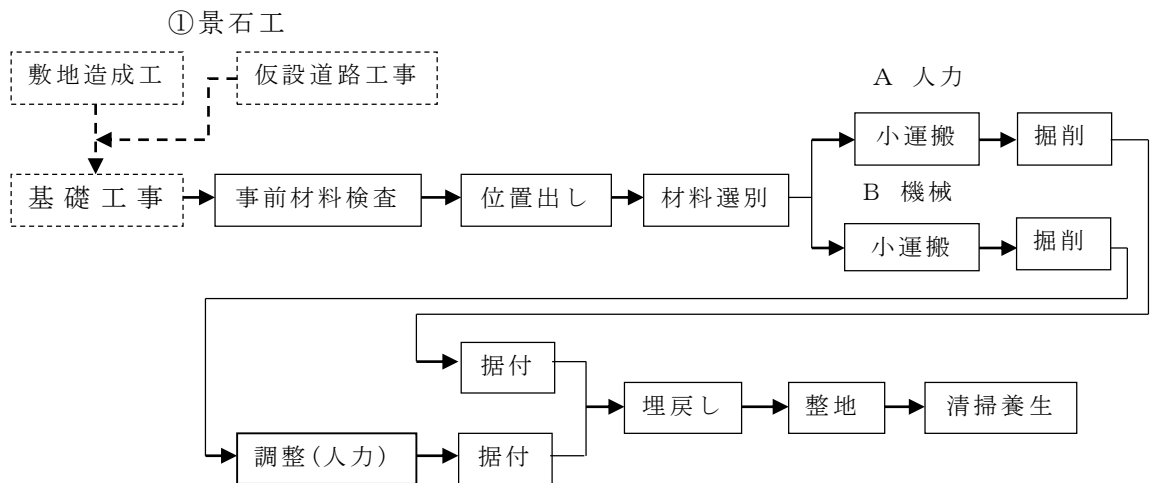 ①景石工
敷地造成工
仮設道路工事
A 人力
小運搬
掘削
基礎工事
事前材料検査
位置出し
材料選別
B 機械
小運搬
掘削
据付
埋戻し
整地
清掃養生
調整(人力)
据付